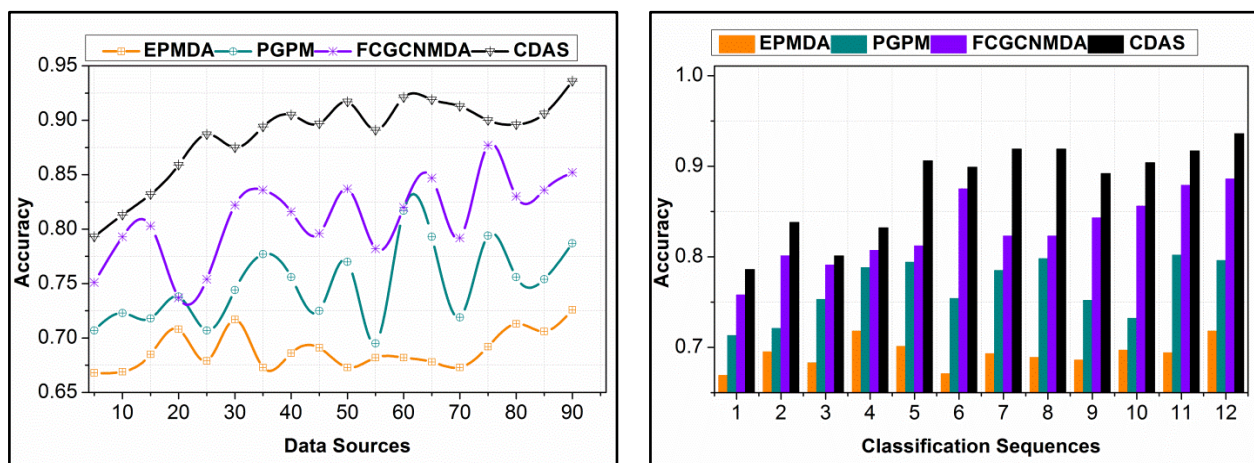 EPMDA PGPM FCGCNMDA CDAS
0.95
0.90
0.85
0.80
0.75
0.70
0.65
Accuracy
10 20 30 40 50 60 70 80 90
Data Sources
EPMDA PGPM FCGCNMDA CDAS
1.0
0.9
0.8
0.7
Accuracy
1 2 3 4 5 6 7 8 9 10 11 12
Classification Sequences